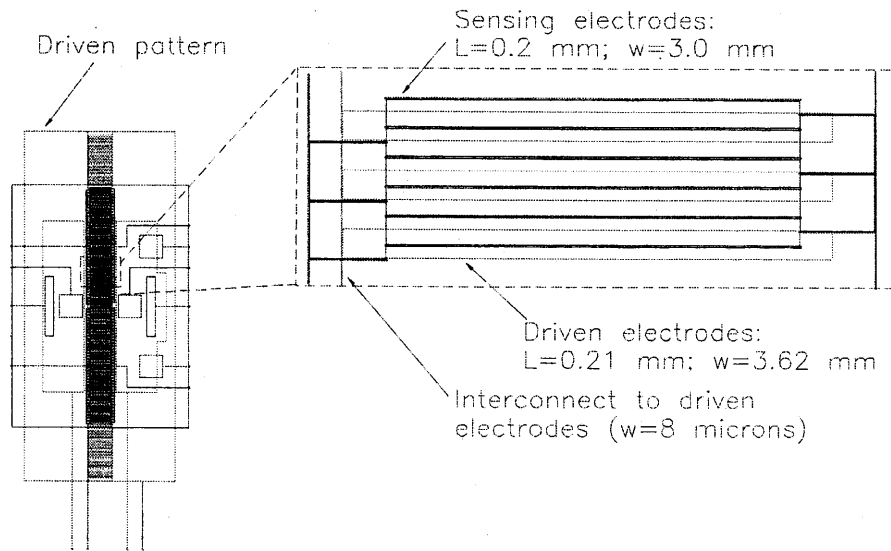 Driven pattern
Sensing electrodes:
L=0.2 mm; w=3.0 mm
Driven electrodes:
L=0.21 mm; w=3.62 mm
Interconnect to driven
electrodes (w=8 microns)